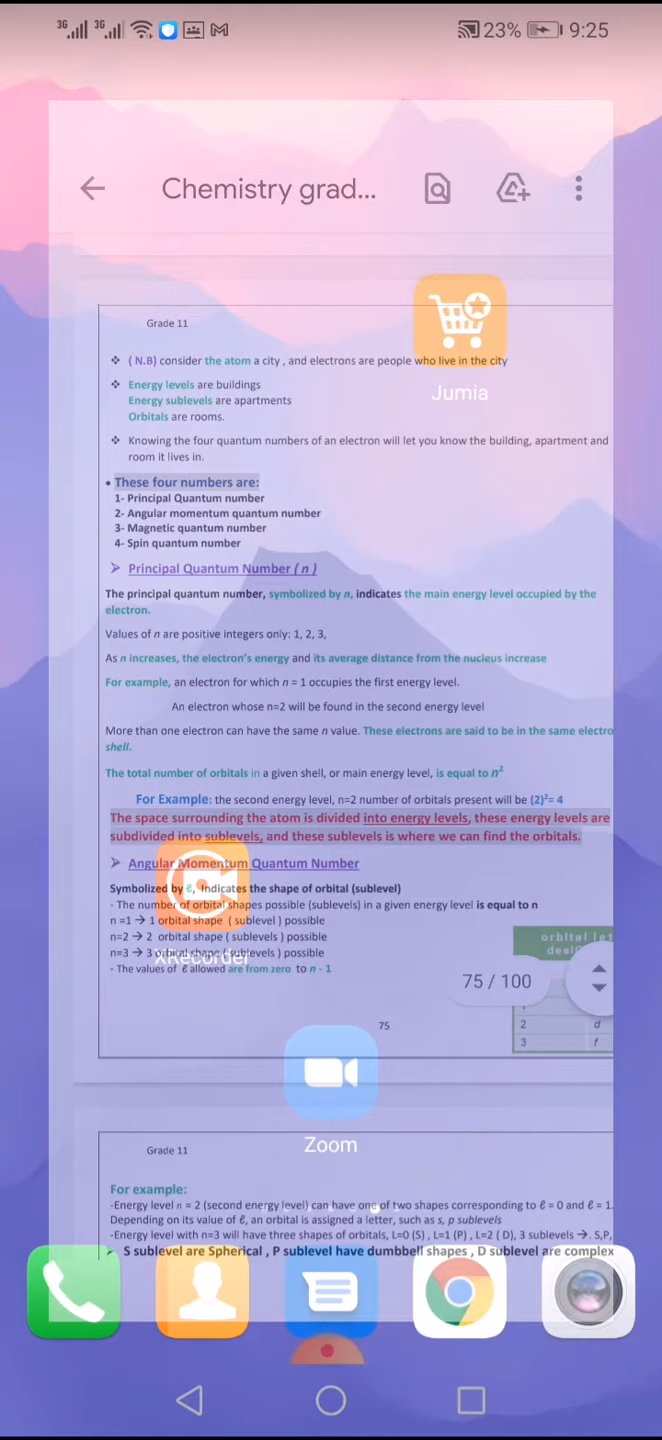 3G 3G 23% 9:25
Chemistry grad...
Grade 11
( N.B) consider the atom a city , and electrons are people who live in the city
Jumia
Energy levels are buildings
Energy sublevels are apartments
Orbitals are rooms.
Knowing the four quantum numbers of an electron will let you know the building, apartment and
room it lives in.
• These four numbers are:
1- Principal Quantum number
2- Angular momentum quantum number
3- Magnetic quantum number
4- Spin quantum number
Principal Quantum Number ( n )
The principal quantum number, symbolized by n, indicates the main energy level occupied by the
electron.
Values of n are positive integers only: 1, 2, 3,
As n increases, the electron's energy and its average distance from the nucleus increase
For example, an electron for which n = 1 occupies the first energy level.
An electron whose n=2 will be found in the second energy level
More than one electron can have the same n value. These electrons are said to be in the same electro
shell.
The total number of orbitals in a given shell, or main energy level, is equal to n²
For Example: the second energy level, n=2 number of orbitals present will be (2)²= 4
The space surrounding the atom is divided into energy levels, these energy levels are
subdivided into sublevels, and these sublevels is where we can find the orbitals.
Angular Momentum Quantum Number
Symbolized by ℓ, Indicates the shape of orbital (sublevel)
- The number of orbital shapes possible (sublevels) in a given energy level is equal to n
n =1 → 1 orbital shape ( sublevel ) possible
n=2 → 2 orbital shape ( sublevels ) possible
n=3 → 3 orbital shape ( sublevels ) possible
XRecorder
- The values of ℓ allowed are from zero to n - 1
orbital let
desig
75 / 100
1
2 d
3 f
75
Zoom
Grade 11
For example:
-Energy level n = 2 (second energy level) can have one of two shapes corresponding to ℓ = 0 and ℓ = 1.
Depending on its value of ℓ, an orbital is assigned a letter, such as s, p sublevels
-Energy level with n=3 will have three shapes of orbitals, L=0 (S) , L=1 (P) , L=2 ( D), 3 sublevels →. S,P,
S sublevel are Spherical , P sublevel have dumbbell shapes , D sublevel are complex